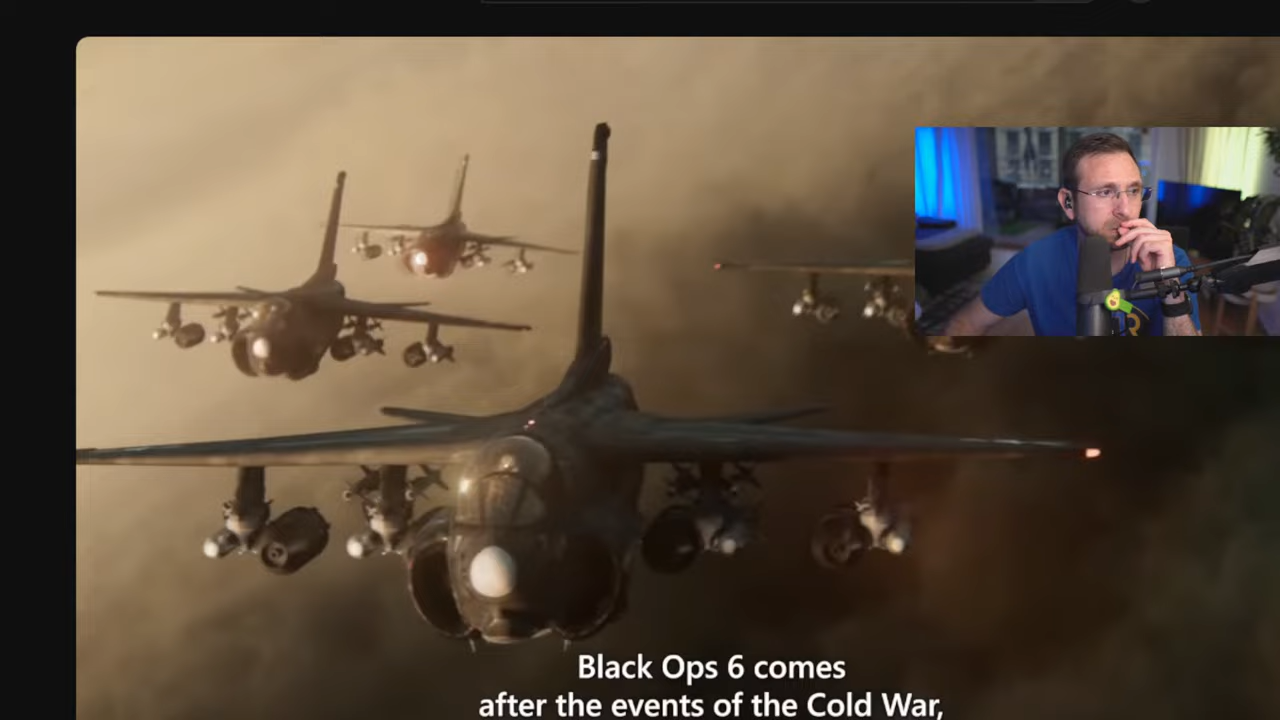 Black Ops 6 comes
after the events of the Cold War,